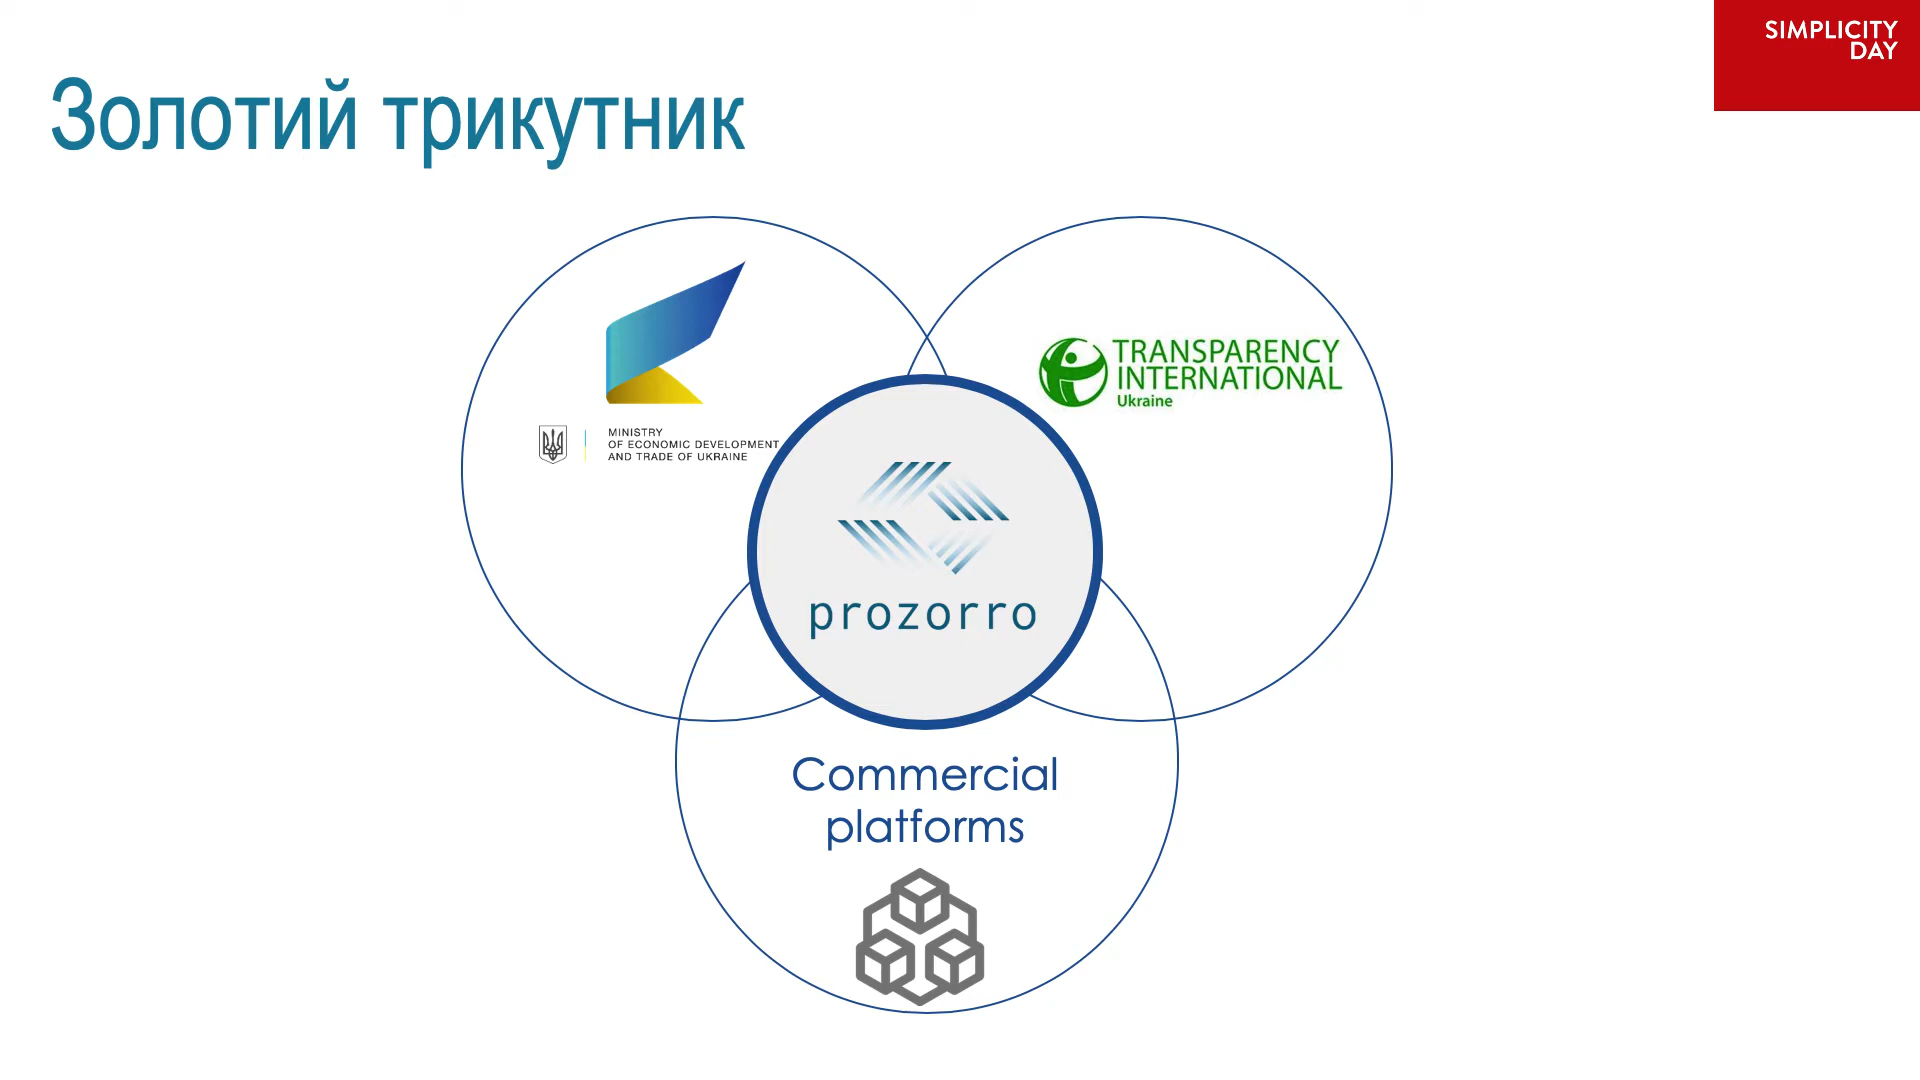 SIMPLICITY
DAY
Золотий трикутник
TRANSPARENCY
INTERNATIONAL
Ukraine
MINISTRY
OF ECONOMIC DEVELOPMENT
AND TRADE OF UKRAINE
prozorro
Commercial
platforms